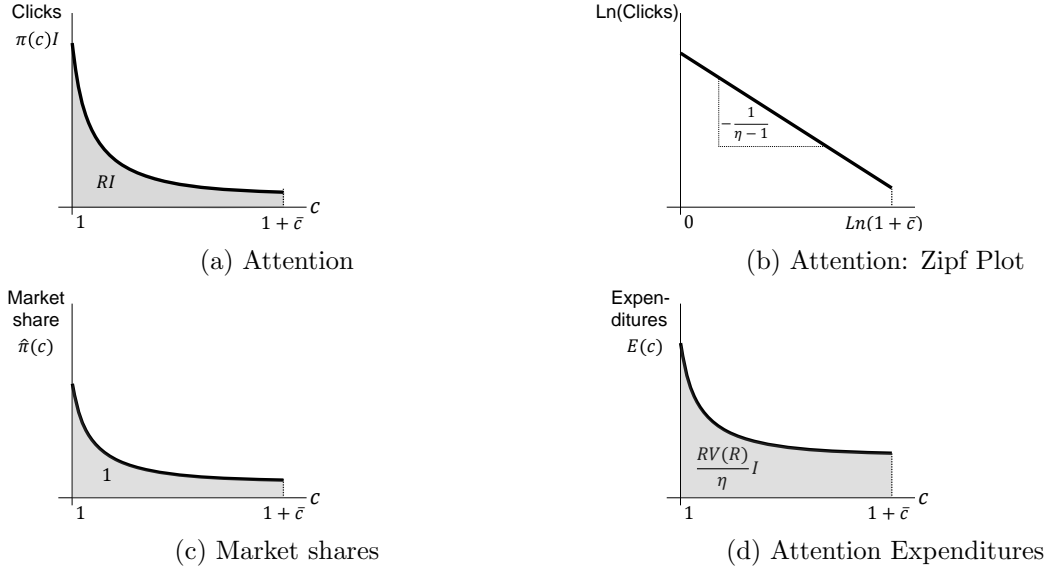 Clicks
π(c)I
RI
1
1 + c̄
c
(a) Attention
Ln(Clicks)
− 1/(η − 1)
0
Ln(1 + c̄)
(b) Attention: Zipf Plot
Market
share
π̂(c)
1
1
1 + c̄
c
(c) Market shares
Expen-
ditures
E(c)
RV(R)/η I
1
1 + c̄
c
(d) Attention Expenditures